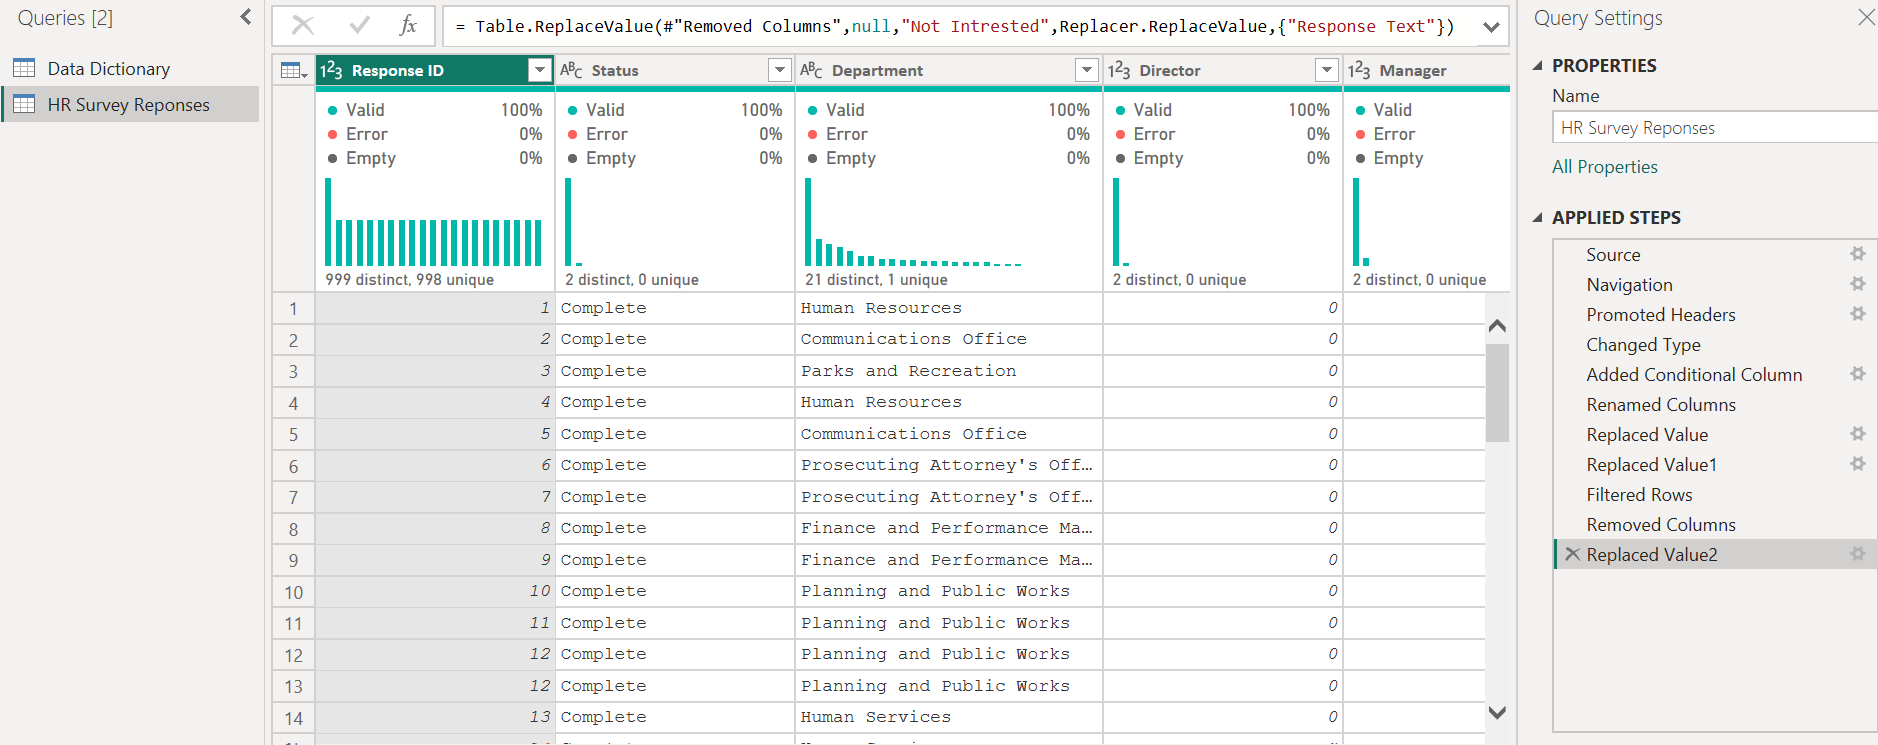 Queries [2]
Data Dictionary
HR Survey Reponses
fx
= Table.ReplaceValue(#"Removed Columns",null,"Not Intrested",Replacer.ReplaceValue,{"Response Text"})
123 Response ID
ABC Status
ABC Department
123 Director
123 Manager
Valid 100%
Error 0%
Empty 0%
999 distinct, 998 unique
Valid 100%
Error 0%
Empty 0%
2 distinct, 0 unique
Valid 100%
Error 0%
Empty 0%
21 distinct, 1 unique
Valid 100%
Error 0%
Empty 0%
2 distinct, 0 unique
Valid
Error
Empty
2 distinct, 0 unique
1 1 Complete Human Resources 0
2 2 Complete Communications Office 0
3 3 Complete Parks and Recreation 0
4 4 Complete Human Resources 0
5 5 Complete Communications Office 0
6 6 Complete Prosecuting Attorney's Off... 0
7 7 Complete Prosecuting Attorney's Off... 0
8 8 Complete Finance and Performance Ma... 0
9 9 Complete Finance and Performance Ma... 0
10 10 Complete Planning and Public Works 0
11 11 Complete Planning and Public Works 0
12 12 Complete Planning and Public Works 0
13 12 Complete Planning and Public Works 0
14 13 Complete Human Services 0
Query Settings
PROPERTIES
Name
HR Survey Reponses
All Properties
APPLIED STEPS
Source
Navigation
Promoted Headers
Changed Type
Added Conditional Column
Renamed Columns
Replaced Value
Replaced Value1
Filtered Rows
Removed Columns
Replaced Value2